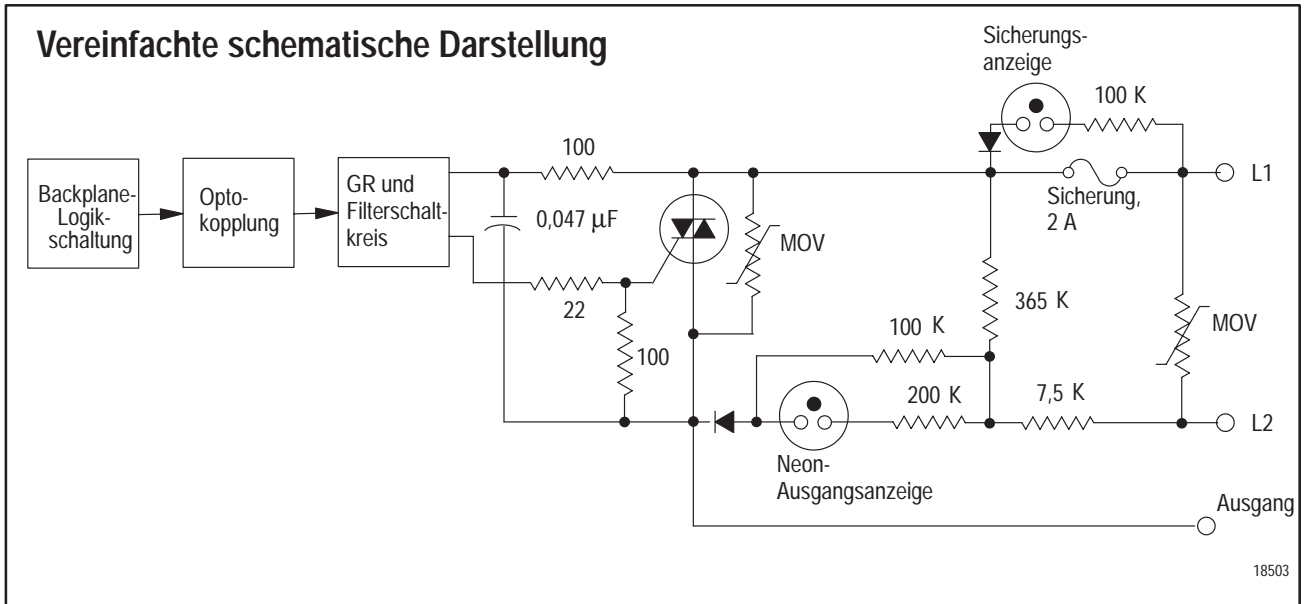 Vereinfachte schematische Darstellung
Sicherungs-
anzeige
100 K
100
Backplane-
Logik-
schaltung
Opto-
kopplung
GR und
Filterschalt-
kreis
0,047 µF
MOV
Sicherung,
2 A
L1
22
100
365 K
MOV
100 K
200 K
7,5 K
L2
Neon-
Ausgangsanzeige
Ausgang
18503